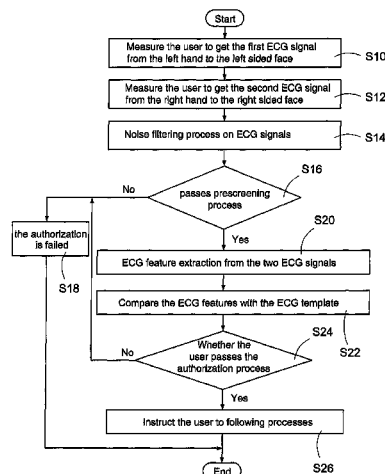 Start
Measure the user to get the first ECG signal
from the left hand to the left sided face
S10
Measure the user to get the second ECG signal
from the right hand to the right sided face
S12
Noise filtering process on ECG signals
S14
S16
No
passes prescreening
process
the authorization
is failed
S18
Yes
S20
ECG feature extraction from the two ECG signals
Compare the ECG features with the ECG template
S22
S24
No
Whether the
user passes the
authorization process
Yes
Instruct the user to following processes
S26
End